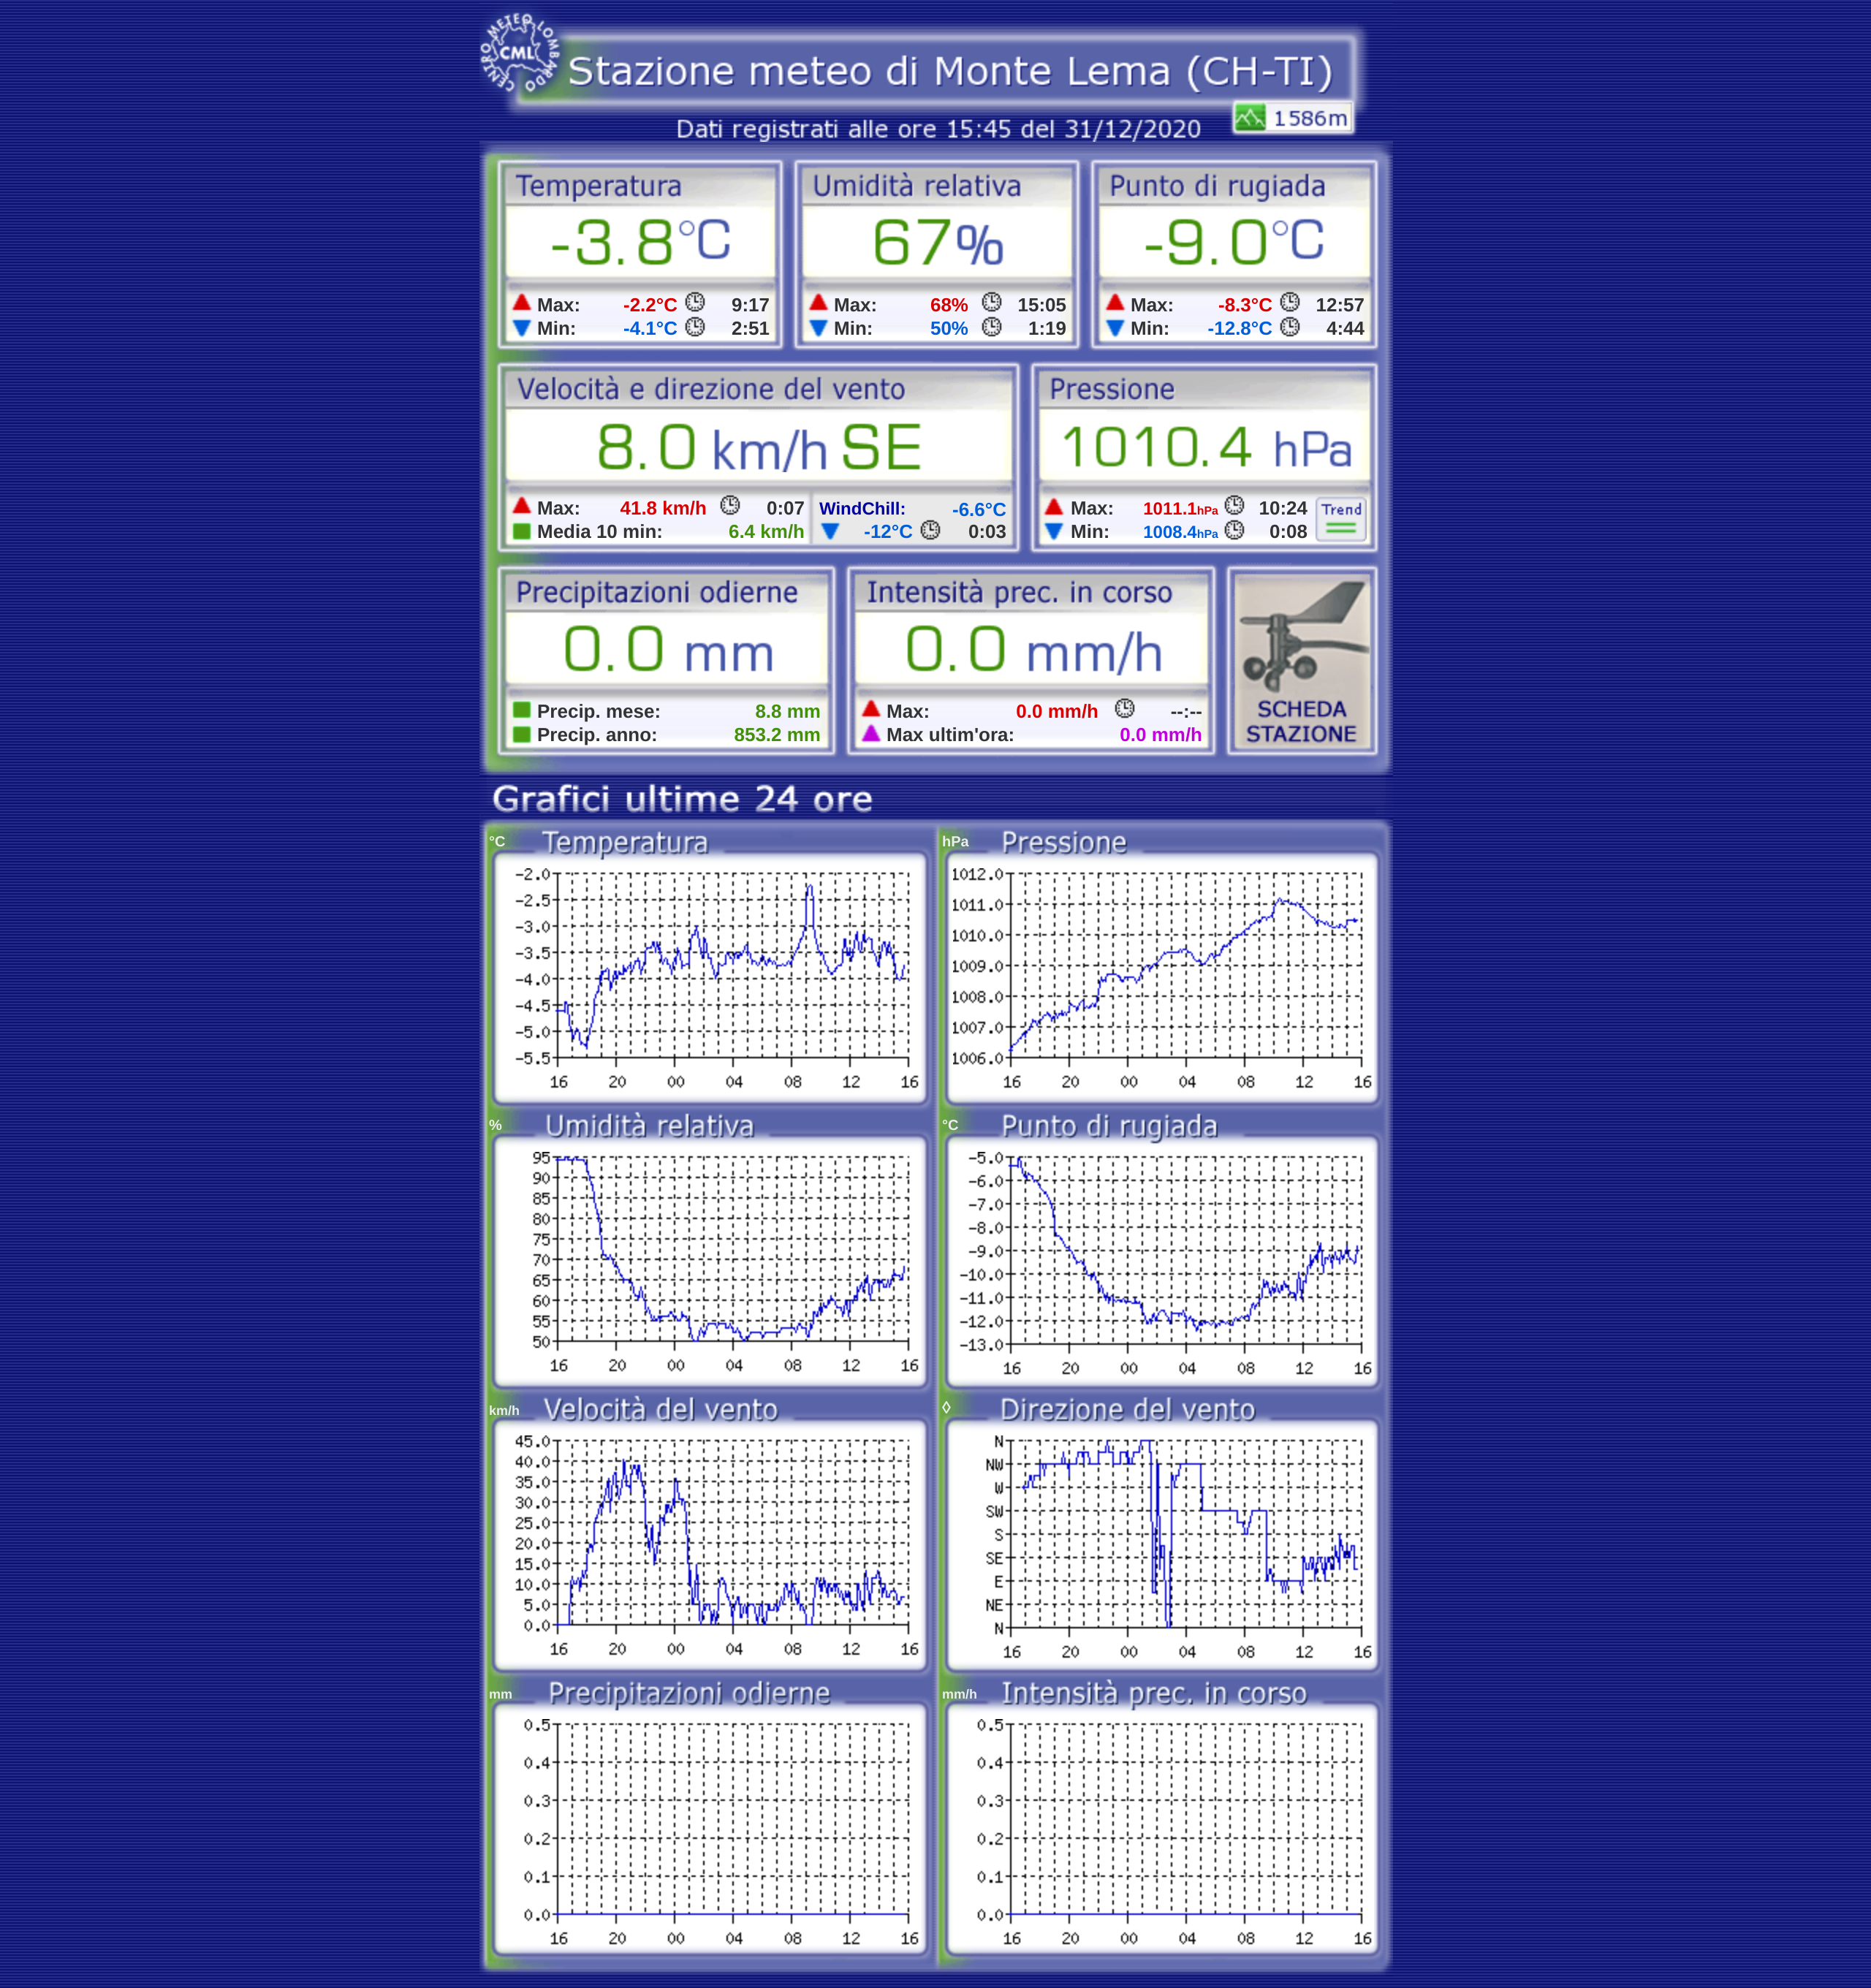 CENTRO METEO LOMBARDO
CML
Stazione meteo di Monte Lema (CH-TI)
1586m
Dati registrati alle ore 15:45 del 31/12/2020
Temperatura Umidità relativa Punto di rugiada
-3.8°C 67% -9.0°C
Max: -2.2°C 9:17 Max: 68% 15:05 Max: -8.3°C 12:57
Min: -4.1°C 2:51 Min: 50% 1:19 Min: -12.8°C 4:44
Velocità e direzione del vento Pressione
8.0 km/h SE 1010.4 hPa
Max: 41.8 km/h 0:07 WindChill: -6.6°C Max: 1011.1hPa 10:24 Trend
Media 10 min: 6.4 km/h -12°C 0:03 Min: 1008.4hPa 0:08
Precipitazioni odierne Intensità prec. in corso
0.0 mm 0.0 mm/h
Precip. mese: 8.8 mm Max: 0.0 mm/h --:-- SCHEDA
Precip. anno: 853.2 mm Max ultim'ora: 0.0 mm/h STAZIONE
Grafici ultime 24 ore
°C Temperatura
-2.0
-2.5
-3.0
-3.5
-4.0
-4.5
-5.0
-5.5
16 20 00 04 08 12 16
hPa Pressione
1012.0
1011.0
1010.0
1009.0
1008.0
1007.0
1006.0
16 20 00 04 08 12 16
% Umidità relativa
95
90
85
80
75
70
65
60
55
50
16 20 00 04 08 12 16
°C Punto di rugiada
-5.0
-6.0
-7.0
-8.0
-9.0
-10.0
-11.0
-12.0
-13.0
16 20 00 04 08 12 16
km/h Velocità del vento
45.0
40.0
35.0
30.0
25.0
20.0
15.0
10.0
5.0
0.0
16 20 00 04 08 12 16
◊ Direzione del vento
N
NW
W
SW
S
SE
E
NE
N
16 20 00 04 08 12 16
mm Precipitazioni odierne
0.5
0.4
0.3
0.2
0.1
0.0
16 20 00 04 08 12 16
mm/h Intensità prec. in corso
0.5
0.4
0.3
0.2
0.1
0.0
16 20 00 04 08 12 16